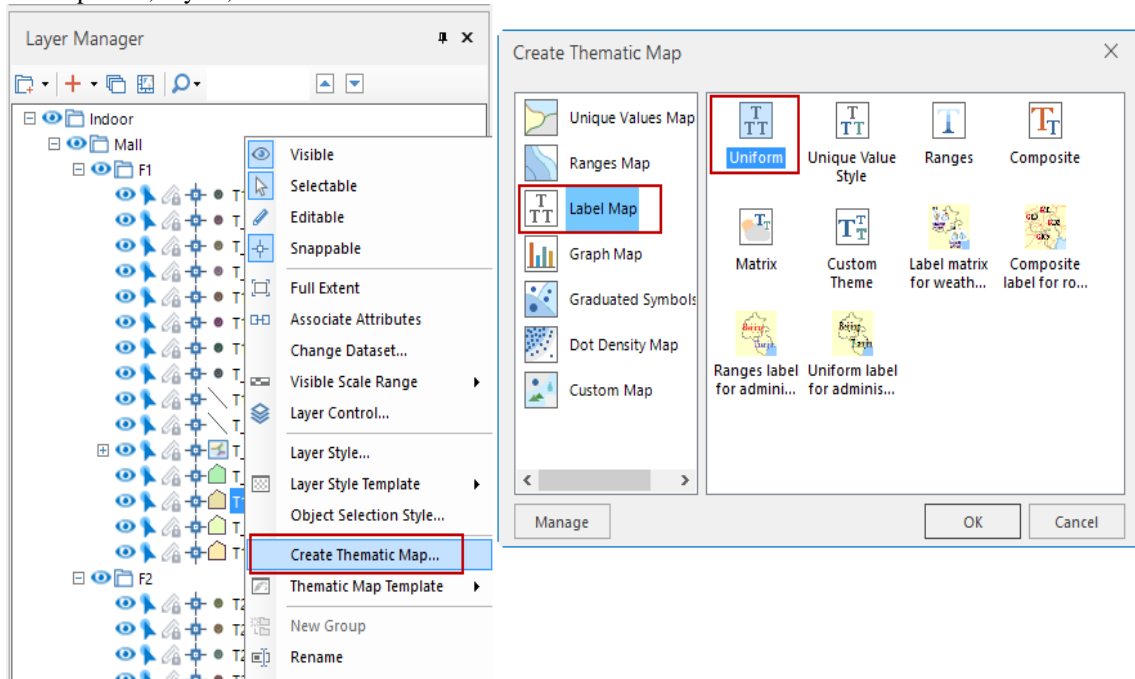 Layer Manager
Indoor
Mall
F1
F2
Visible
Selectable
Editable
Snappable
Full Extent
Associate Attributes
Change Dataset...
Visible Scale Range
Layer Control...
Layer Style...
Layer Style Template
Object Selection Style...
Create Thematic Map...
Thematic Map Template
New Group
Rename
Create Thematic Map
Unique Values Map
Ranges Map
Label Map
Graph Map
Graduated Symbols
Dot Density Map
Custom Map
Uniform
Unique Value
Style
Ranges
Composite
Matrix
Custom
Theme
Label matrix
for weath...
Composite
label for ro...
Ranges label
for admini...
Uniform label
for adminis...
Manage
OK
Cancel